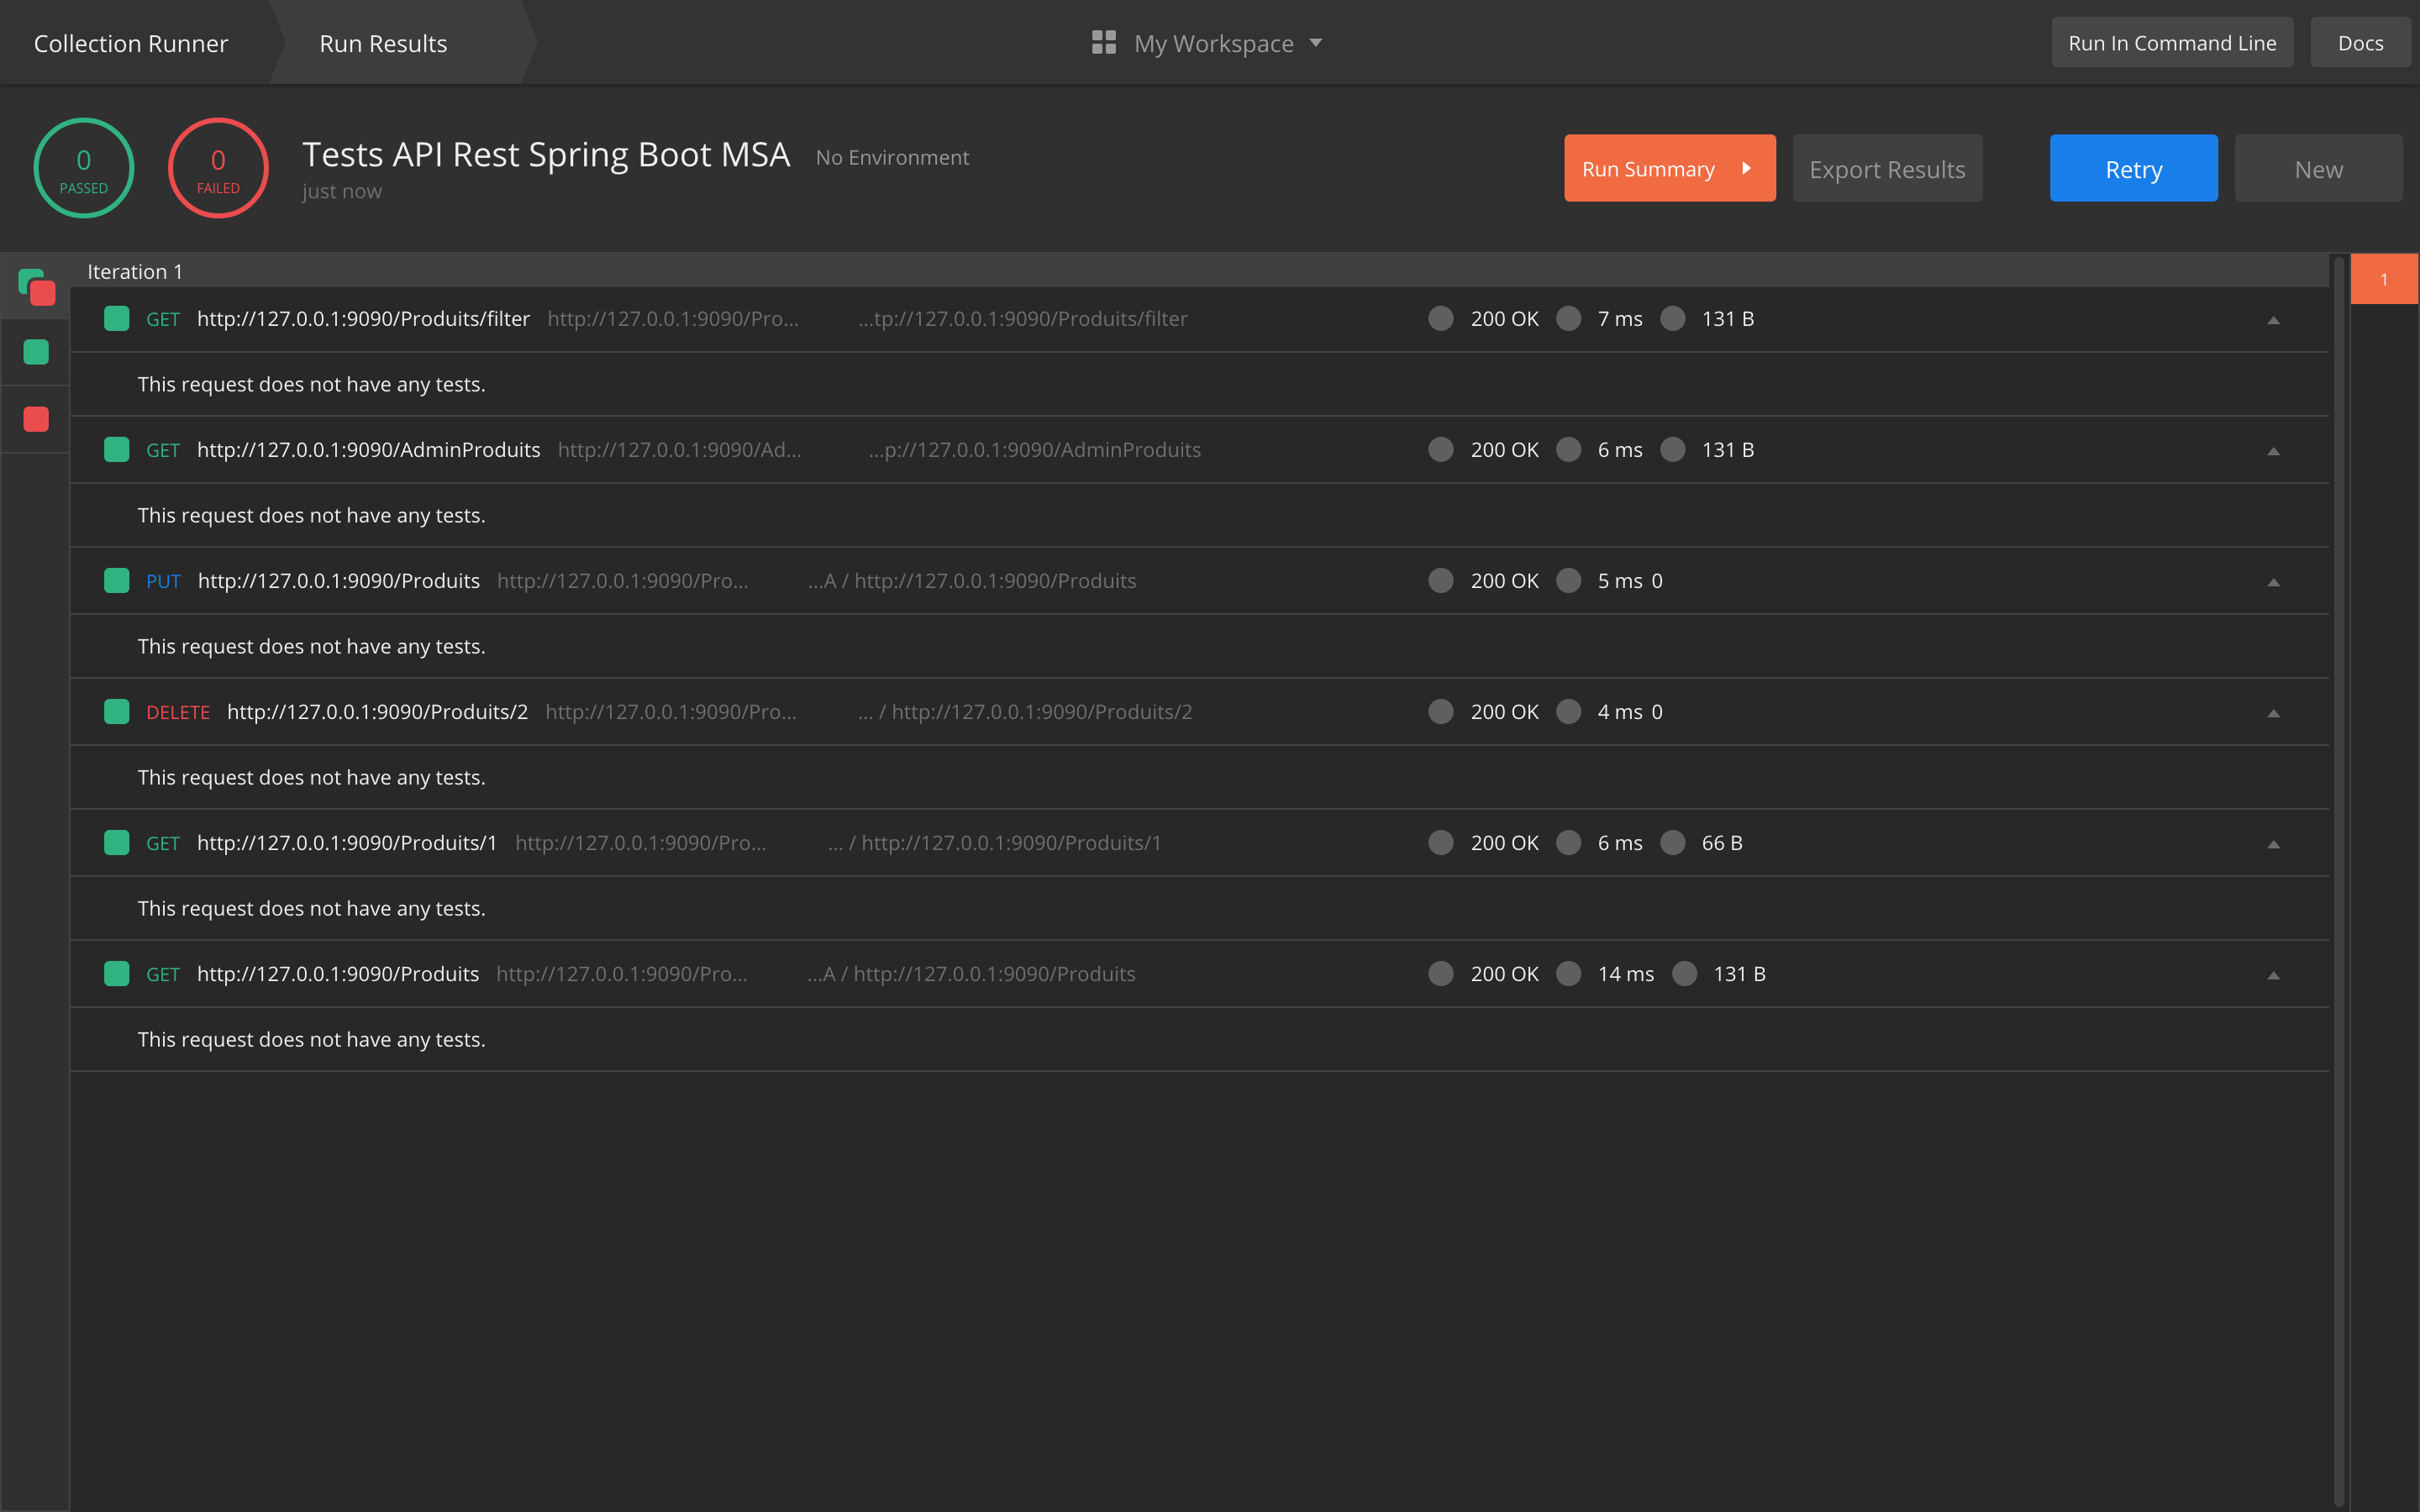 Collection Runner Run Results My Workspace Run In Command Line Docs
0 PASSED
0 FAILED
Tests API Rest Spring Boot MSA No Environment
just now
Run Summary Export Results Retry New
Iteration 1
1
GET http://127.0.0.1:9090/Produits/filter http://127.0.0.1:9090/Pro... ...tp://127.0.0.1:9090/Produits/filter 200 OK 7 ms 131 B
This request does not have any tests.
GET http://127.0.0.1:9090/AdminProduits http://127.0.0.1:9090/Ad... ...p://127.0.0.1:9090/AdminProduits 200 OK 6 ms 131 B
This request does not have any tests.
PUT http://127.0.0.1:9090/Produits http://127.0.0.1:9090/Pro... ...A / http://127.0.0.1:9090/Produits 200 OK 5 ms 0
This request does not have any tests.
DELETE http://127.0.0.1:9090/Produits/2 http://127.0.0.1:9090/Pro... ... / http://127.0.0.1:9090/Produits/2 200 OK 4 ms 0
This request does not have any tests.
GET http://127.0.0.1:9090/Produits/1 http://127.0.0.1:9090/Pro... ... / http://127.0.0.1:9090/Produits/1 200 OK 6 ms 66 B
This request does not have any tests.
GET http://127.0.0.1:9090/Produits http://127.0.0.1:9090/Pro... ...A / http://127.0.0.1:9090/Produits 200 OK 14 ms 131 B
This request does not have any tests.